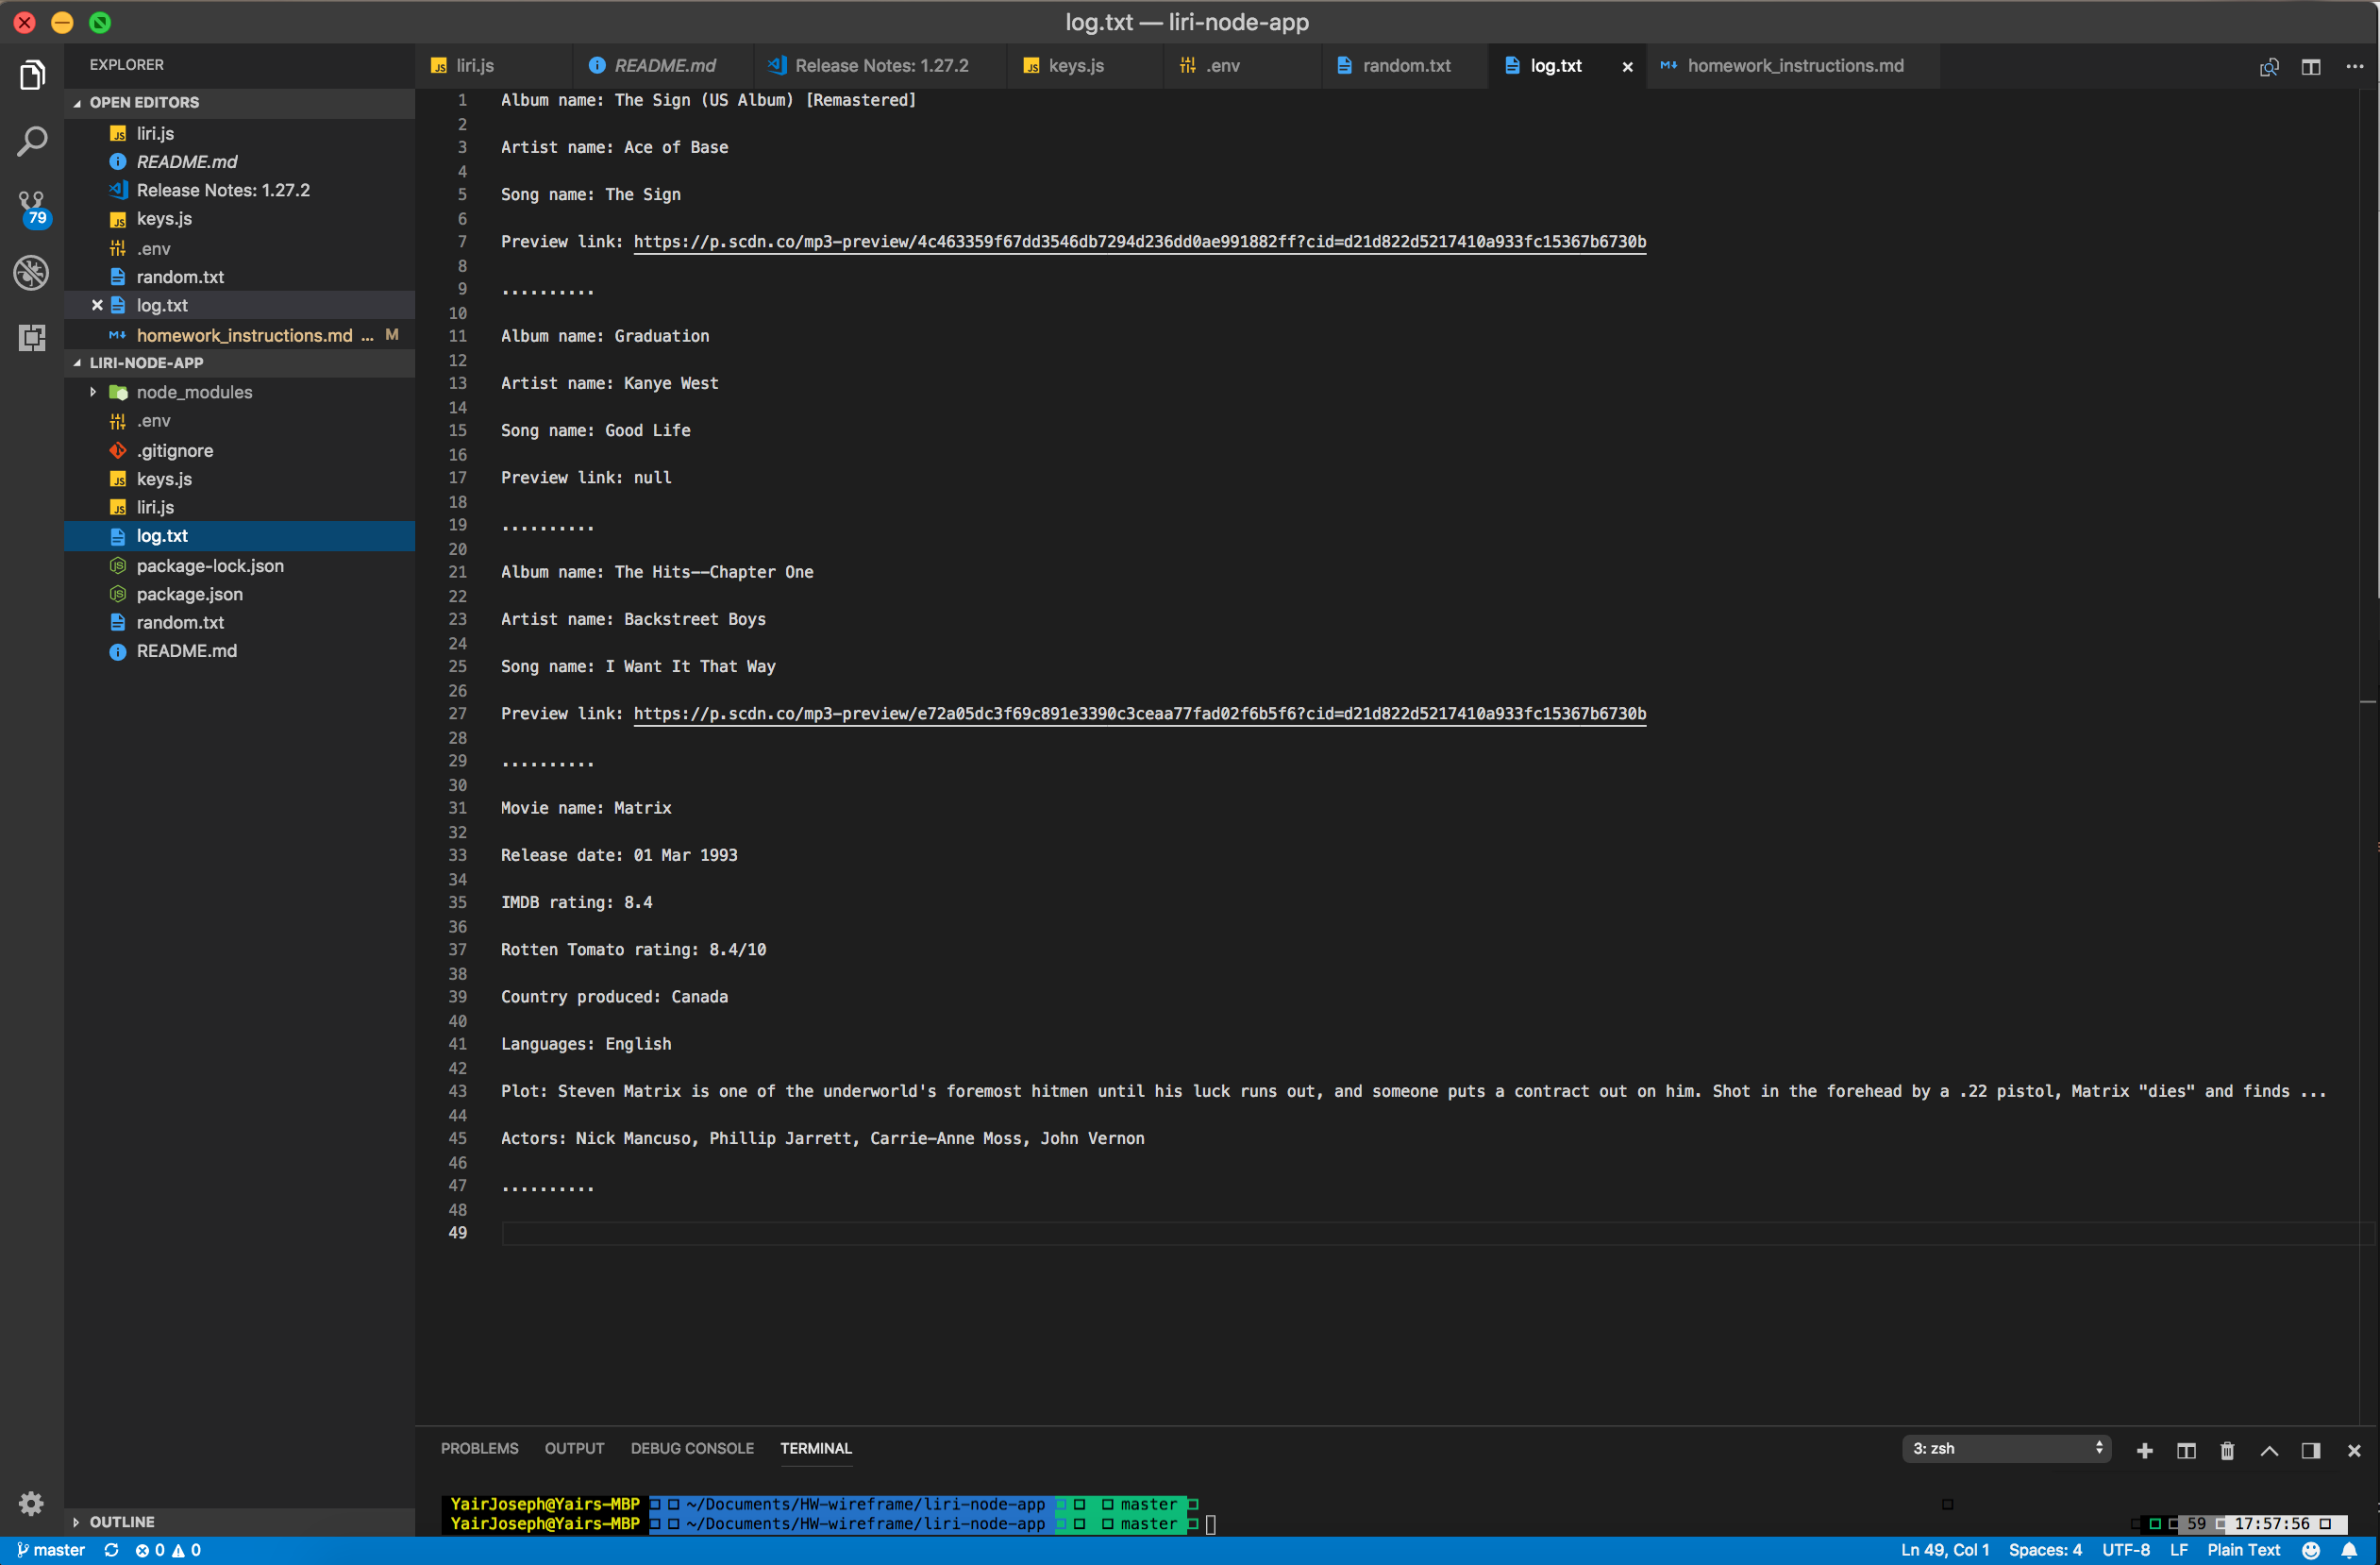 log.txt — liri-node-app
EXPLORER
OPEN EDITORS
liri.js
README.md
Release Notes: 1.27.2
keys.js
.env
random.txt
log.txt
homework_instructions.md ... M
79
LIRI-NODE-APP
node_modules
.env
.gitignore
keys.js
liri.js
log.txt
package-lock.json
package.json
random.txt
README.md
OUTLINE
liri.js README.md Release Notes: 1.27.2 keys.js .env random.txt log.txt homework_instructions.md
1 Album name: The Sign (US Album) [Remastered]
2
3 Artist name: Ace of Base
4
5 Song name: The Sign
6
7 Preview link: https://p.scdn.co/mp3-preview/4c463359f67dd3546db7294d236dd0ae991882ff?cid=d21d822d5217410a933fc15367b6730b
8
9 ..........
10
11 Album name: Graduation
12
13 Artist name: Kanye West
14
15 Song name: Good Life
16
17 Preview link: null
18
19 ..........
20
21 Album name: The Hits--Chapter One
22
23 Artist name: Backstreet Boys
24
25 Song name: I Want It That Way
26
27 Preview link: https://p.scdn.co/mp3-preview/e72a05dc3f69c891e3390c3ceaa77fad02f6b5f6?cid=d21d822d5217410a933fc15367b6730b
28
29 ..........
30
31 Movie name: Matrix
32
33 Release date: 01 Mar 1993
34
35 IMDB rating: 8.4
36
37 Rotten Tomato rating: 8.4/10
38
39 Country produced: Canada
40
41 Languages: English
42
43 Plot: Steven Matrix is one of the underworld's foremost hitmen until his luck runs out, and someone puts a contract out on him. Shot in the forehead by a .22 pistol, Matrix "dies" and finds ...
44
45 Actors: Nick Mancuso, Phillip Jarrett, Carrie-Anne Moss, John Vernon
46
47 ..........
48
49
PROBLEMS OUTPUT DEBUG CONSOLE TERMINAL 3: zsh
YairJoseph@Yairs-MBP ~/Documents/HW-wireframe/liri-node-app master
YairJoseph@Yairs-MBP ~/Documents/HW-wireframe/liri-node-app master 59 17:57:56
master 0 0 Ln 49, Col 1 Spaces: 4 UTF-8 LF Plain Text